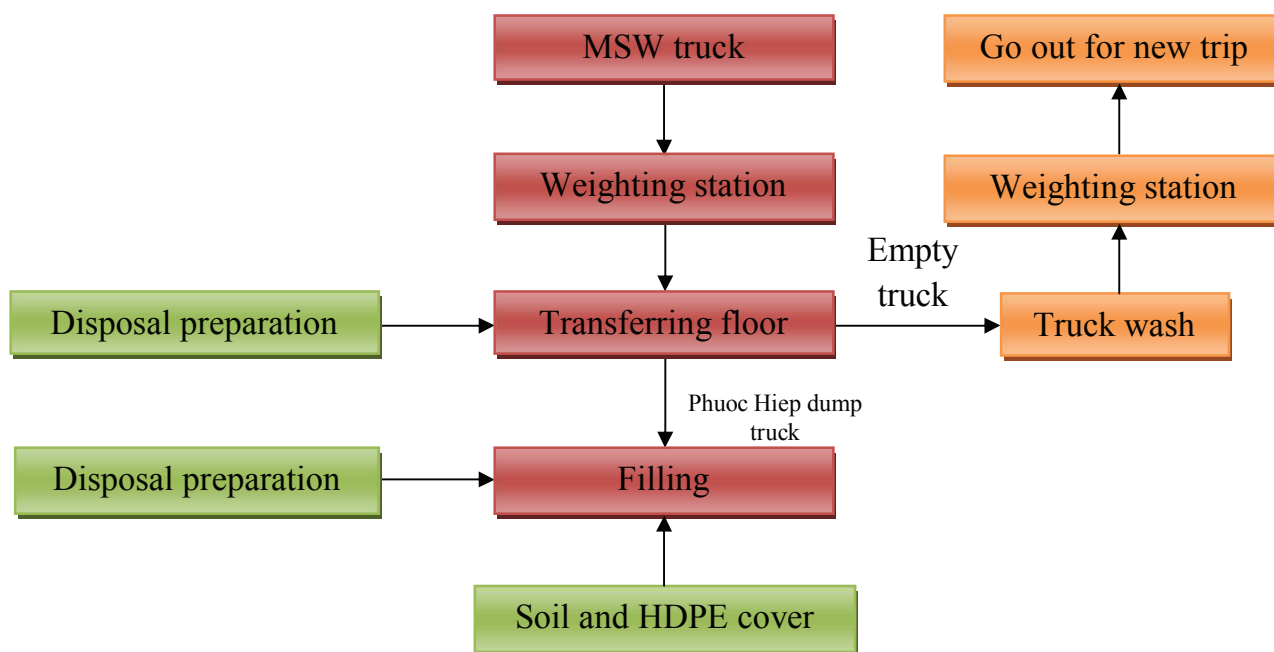 MSW truck
Go out for new trip
Weighting station
Weighting station
Empty
truck
Disposal preparation
Transferring floor
Truck wash
Phuoc Hiep dump
truck
Disposal preparation
Filling
Soil and HDPE cover